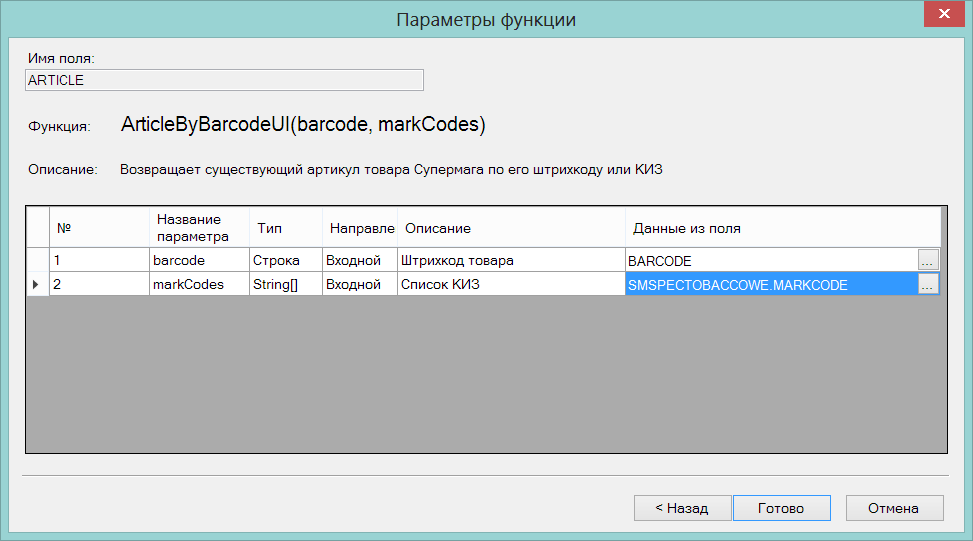 Параметры функции
Имя поля:
ARTICLE
Функция: ArticleByBarcodeUI(barcode, markCodes)
Описание: Возвращает существующий артикул товара Супермага по его штрихкоду или КИЗ
№ Название параметра Тип Направле Описание Данные из поля
1 barcode Строка Входной Штрихкод товара BARCODE ...
2 markCodes String[] Входной Список КИЗ SMSPECTOBACCOWE.MARKCODE ...
< Назад Готово Отмена